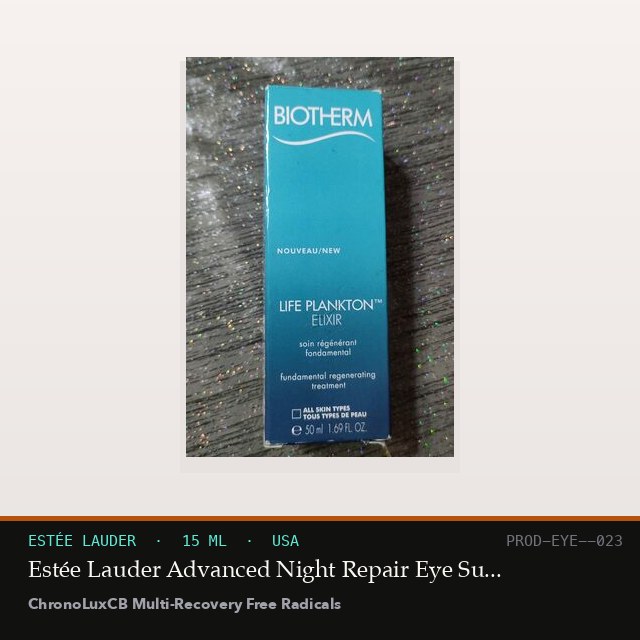 BIOTHERM
NOUVEAU/NEW
LIFE PLANKTON™
ELIXIR
soin régénérant
fondamental
fundamental regenerating
treatment
ALL SKIN TYPES
TOUS TYPES DE PEAU
℮ 50 ml 1.69 FL. OZ.
ESTÉE LAUDER · 15 ML · USA
PROD—EYE——023
Estée Lauder Advanced Night Repair Eye Su...
ChronoLuxCB Multi-Recovery Free Radicals